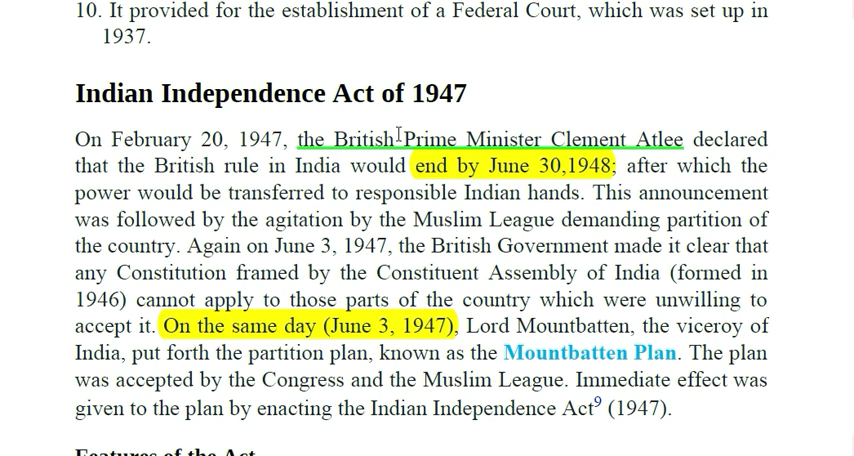 10. It provided for the establishment of a Federal Court, which was set up in
1937.
Indian Independence Act of 1947
On February 20, 1947, the British Prime Minister Clement Atlee declared
that the British rule in India would end by June 30,1948; after which the
power would be transferred to responsible Indian hands. This announcement
was followed by the agitation by the Muslim League demanding partition of
the country. Again on June 3, 1947, the British Government made it clear that
any Constitution framed by the Constituent Assembly of India (formed in
1946) cannot apply to those parts of the country which were unwilling to
accept it. On the same day (June 3, 1947), Lord Mountbatten, the viceroy of
India, put forth the partition plan, known as the Mountbatten Plan. The plan
was accepted by the Congress and the Muslim League. Immediate effect was
given to the plan by enacting the Indian Independence Act⁹ (1947).
Features of the Act